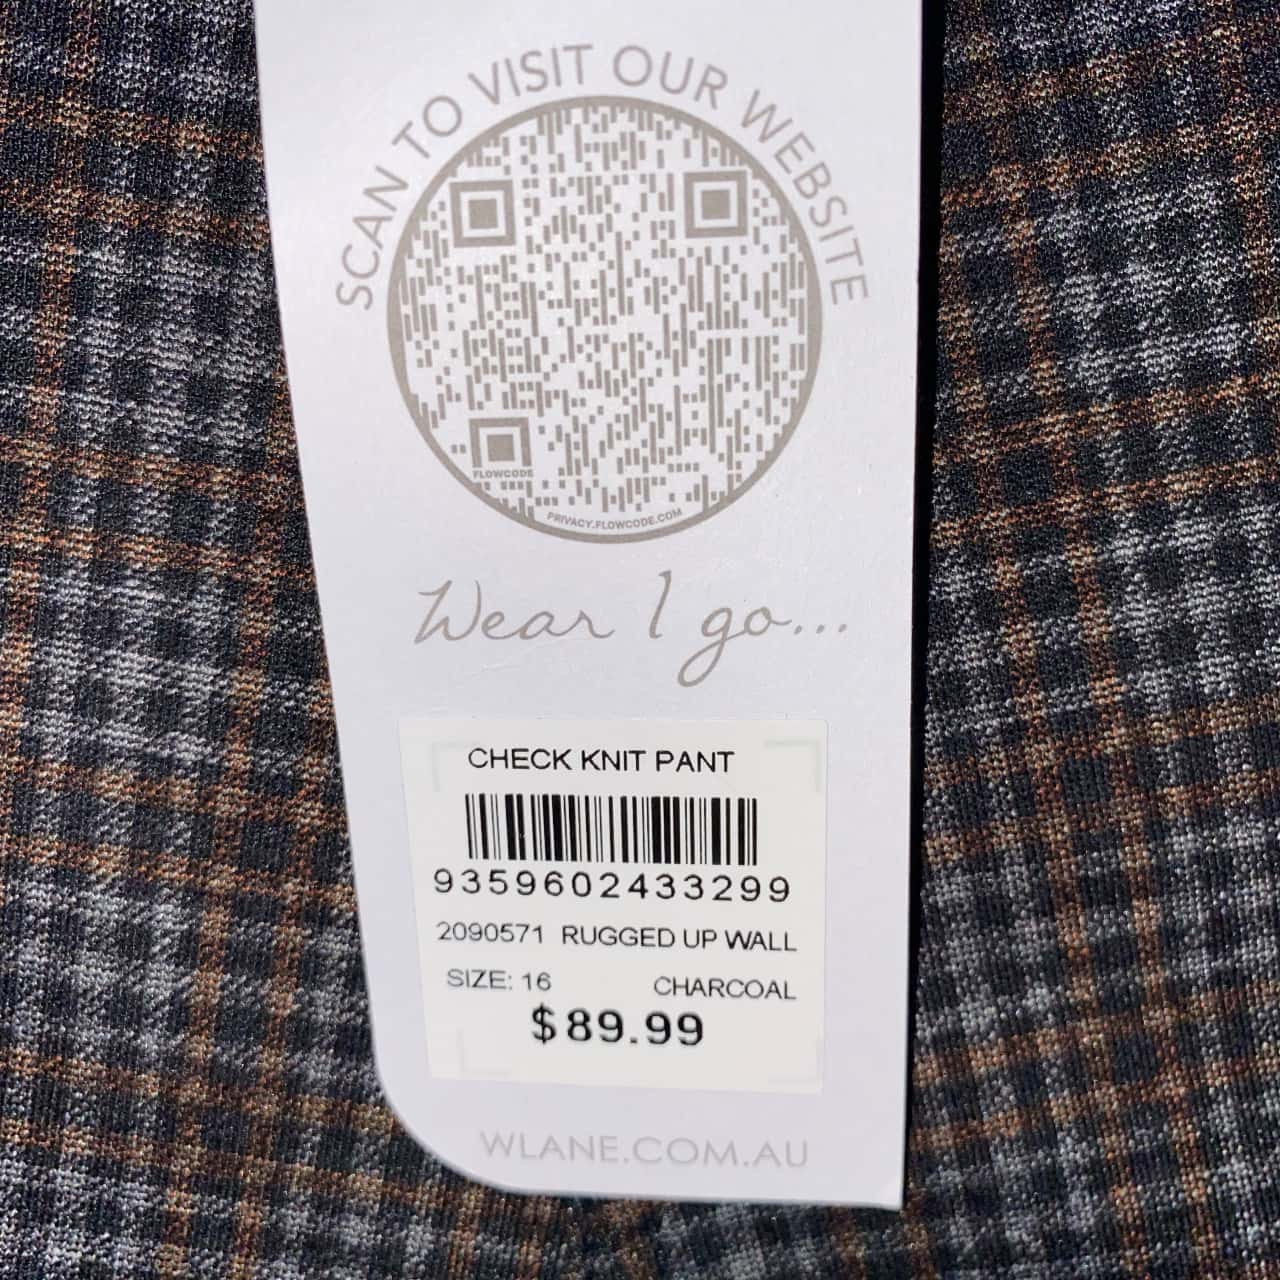 SCAN TO VISIT OUR WEBSITE
FLOWCODE
PRIVACY.FLOWCODE.COM
Wear I go...
CHECK KNIT PANT
9359602433299
2090571 RUGGED UP WALL
SIZE: 16 CHARCOAL
$89.99
WLANE.COM.AU